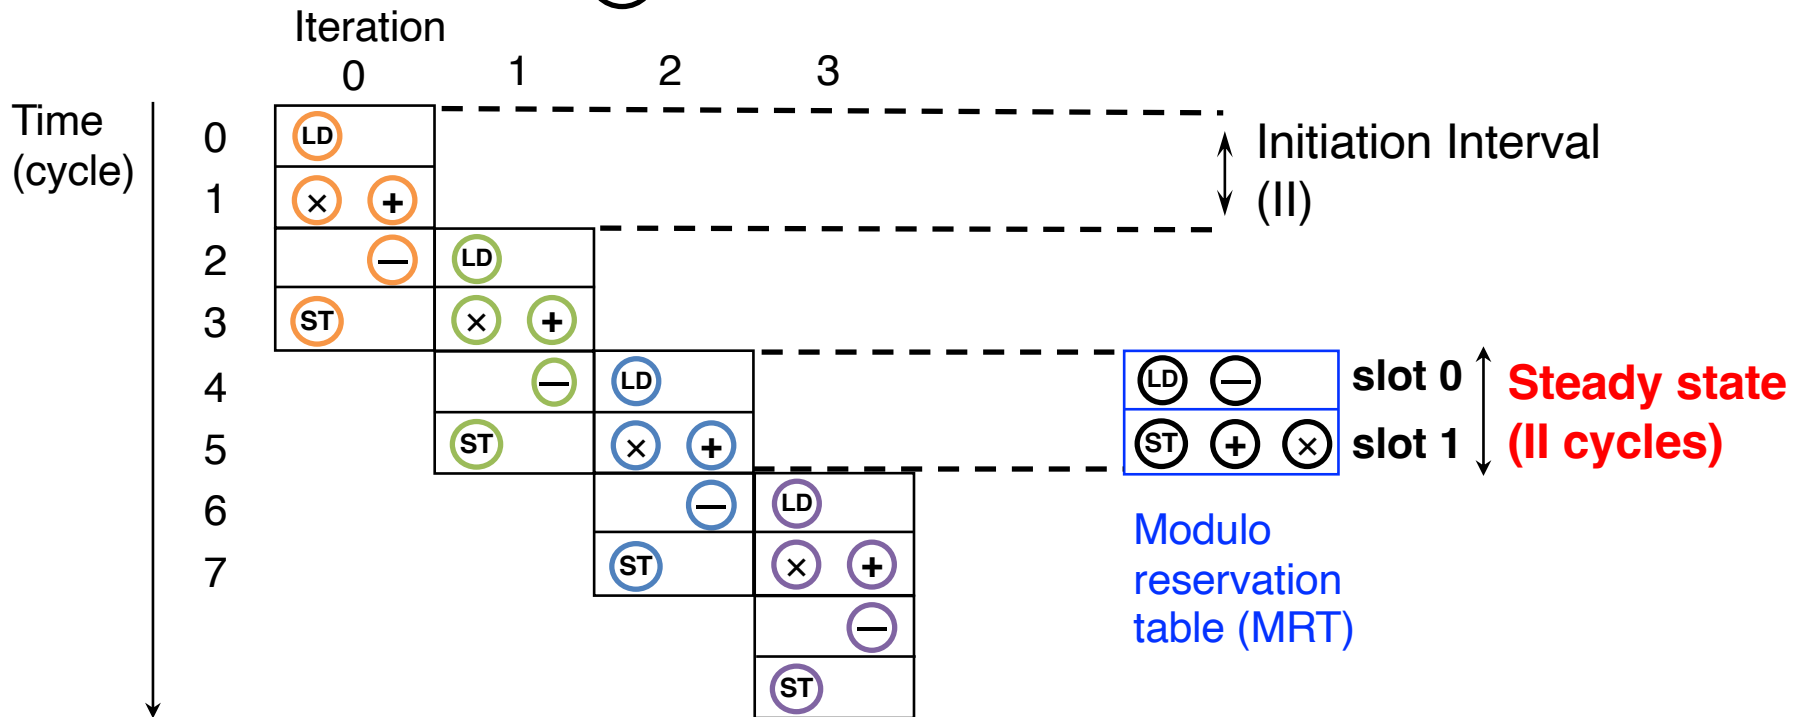 Iteration
0 1 2 3
Time
(cycle)
0 LD
1 × +
2 — LD
3 ST × +
4 — LD
5 ST × +
6 — LD
7 ST × +
—
ST
Initiation Interval
(II)
LD — slot 0
ST + × slot 1
Steady state
(II cycles)
Modulo
reservation
table (MRT)